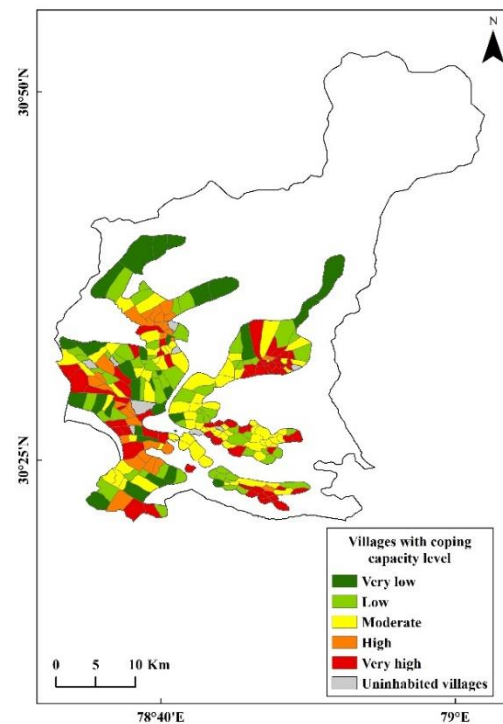 N
30°50'N
30°25'N
Villages with coping
capacity level
Very low
Low
Moderate
High
Very high
Uninhabited villages
0 5 10 Km
78°40'E
79°E